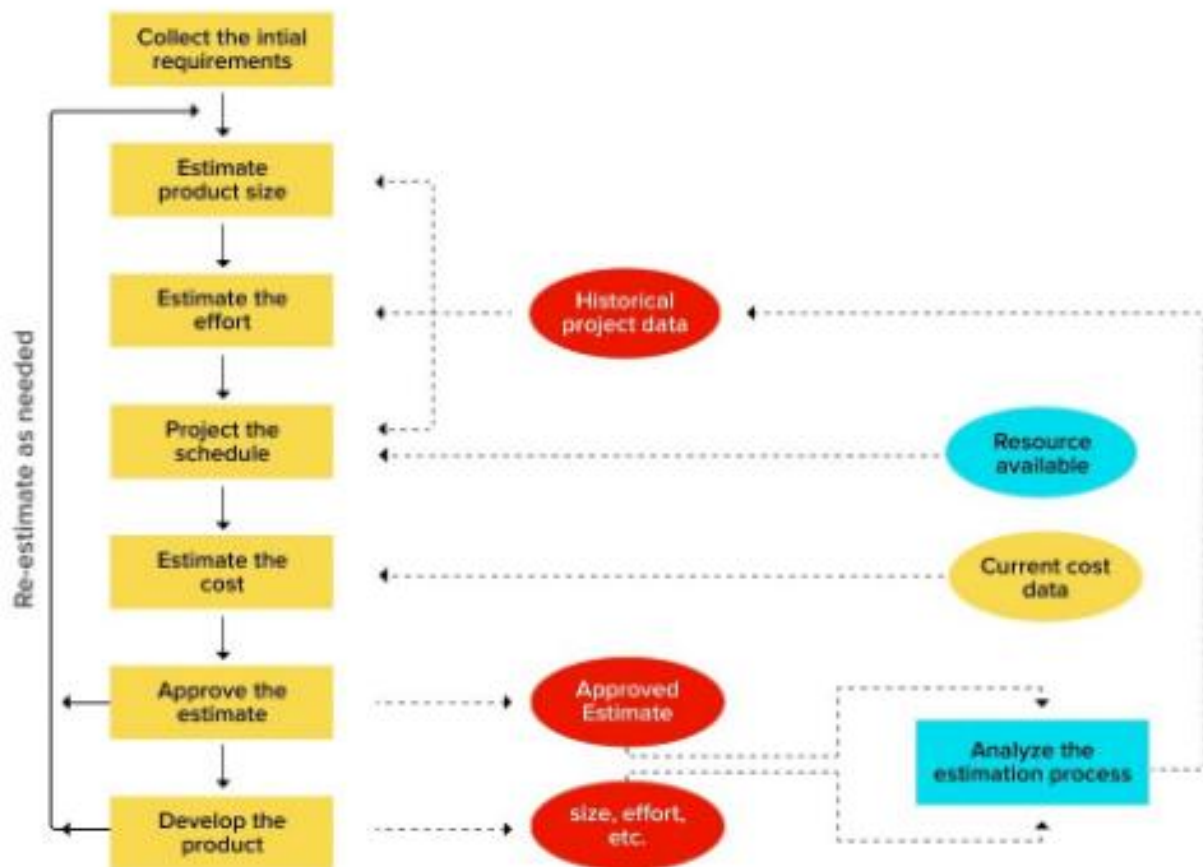 Collect the intial
requirements
Estimate
product size
Estimate the
effort
Historical
project data
Re-estimate as needed
Project the
schedule
Resource
available
Estimate the
cost
Current cost
data
Approve the
estimate
Approved
Estimate
Analyze the
estimation process
Develop the
product
size, effort,
etc.